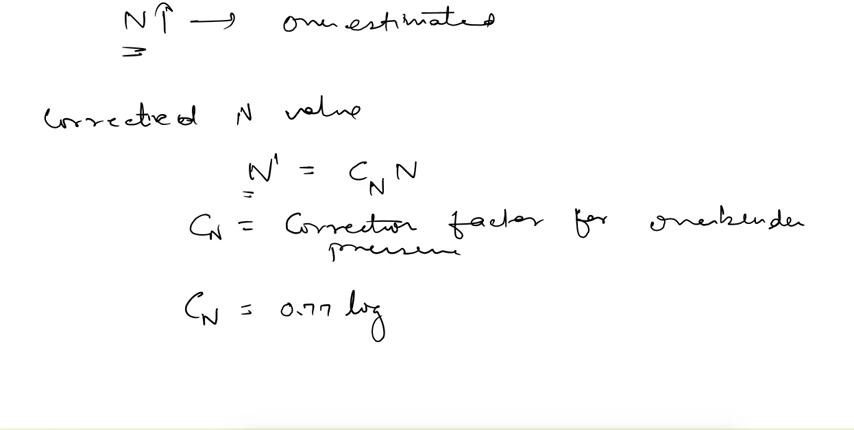 N↑ → overestimated
Corrected N value
N' = C_N N
C_N = Correction factor for overburden
pressure
C_N = 0.77 log